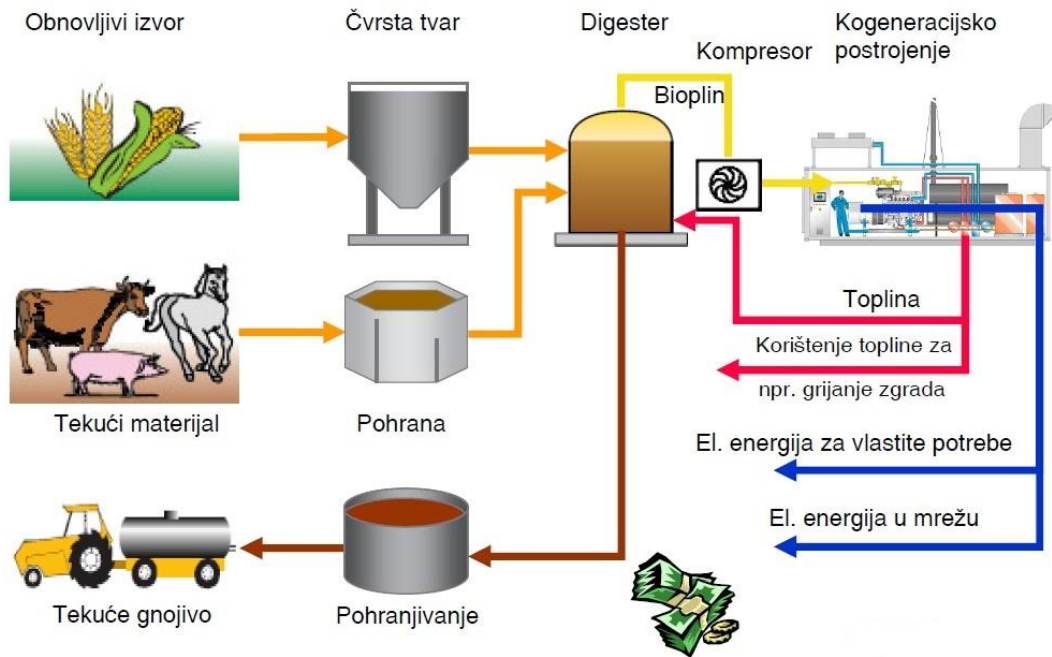 Obnovljivi izvor
Čvrsta tvar
Digester
Kompresor
Kogeneracijsko
postrojenje
Bioplin
Toplina
Korištenje topline za
npr. grijanje zgrada
Tekući materijal
Pohrana
El. energija za vlastite potrebe
El. energija u mrežu
Tekuće gnojivo
Pohranjivanje